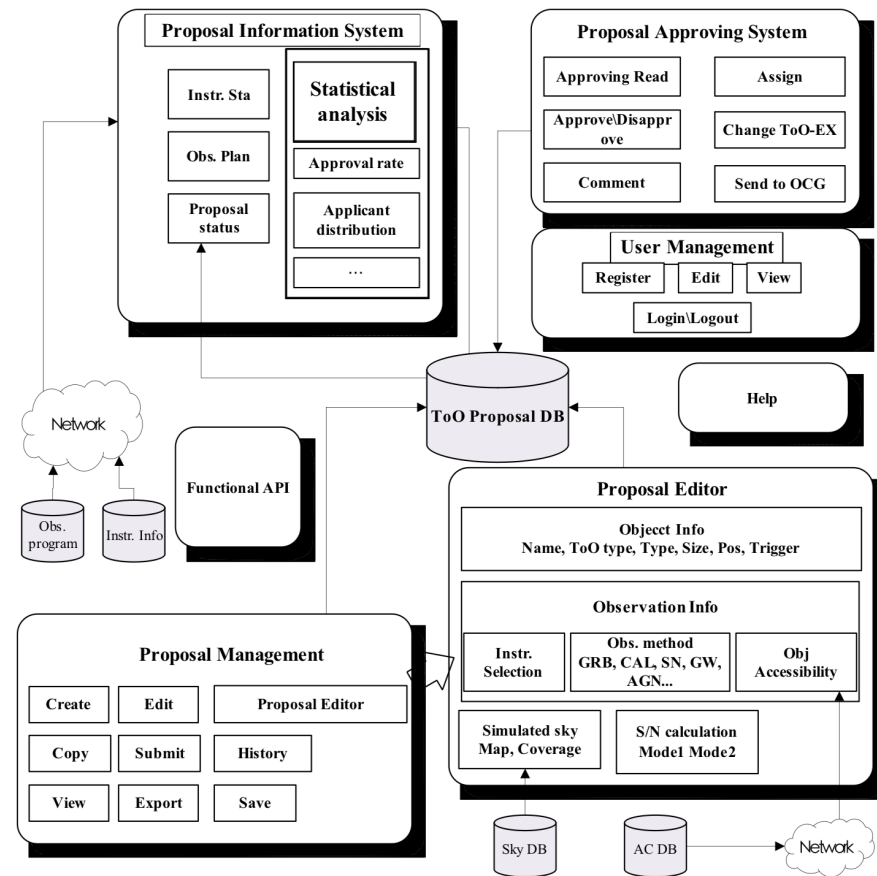 Proposal Information System
Instr. Sta
Obs. Plan
Proposal
status
Statistical
analysis
Approval rate
Applicant
distribution
…
Proposal Approving System
Approving Read
Assign
Approve\Disappr
ove
Change ToO-EX
Comment
Send to OCG
User Management
Register
Edit
View
Login\Logout
Network
ToO Proposal DB
Help
Functional API
Obs.
program
Instr. Info
Proposal Editor
Objecct Info
Name, ToO type, Type, Size, Pos, Trigger
Observation Info
Instr.
Selection
Obs. method
GRB, CAL, SN, GW,
AGN...
Obj
Accessibility
Simulated sky
Map, Coverage
S/N calculation
Mode1 Mode2
Proposal Management
Create
Edit
Proposal Editor
Copy
Submit
History
View
Export
Save
Sky DB
AC DB
Network